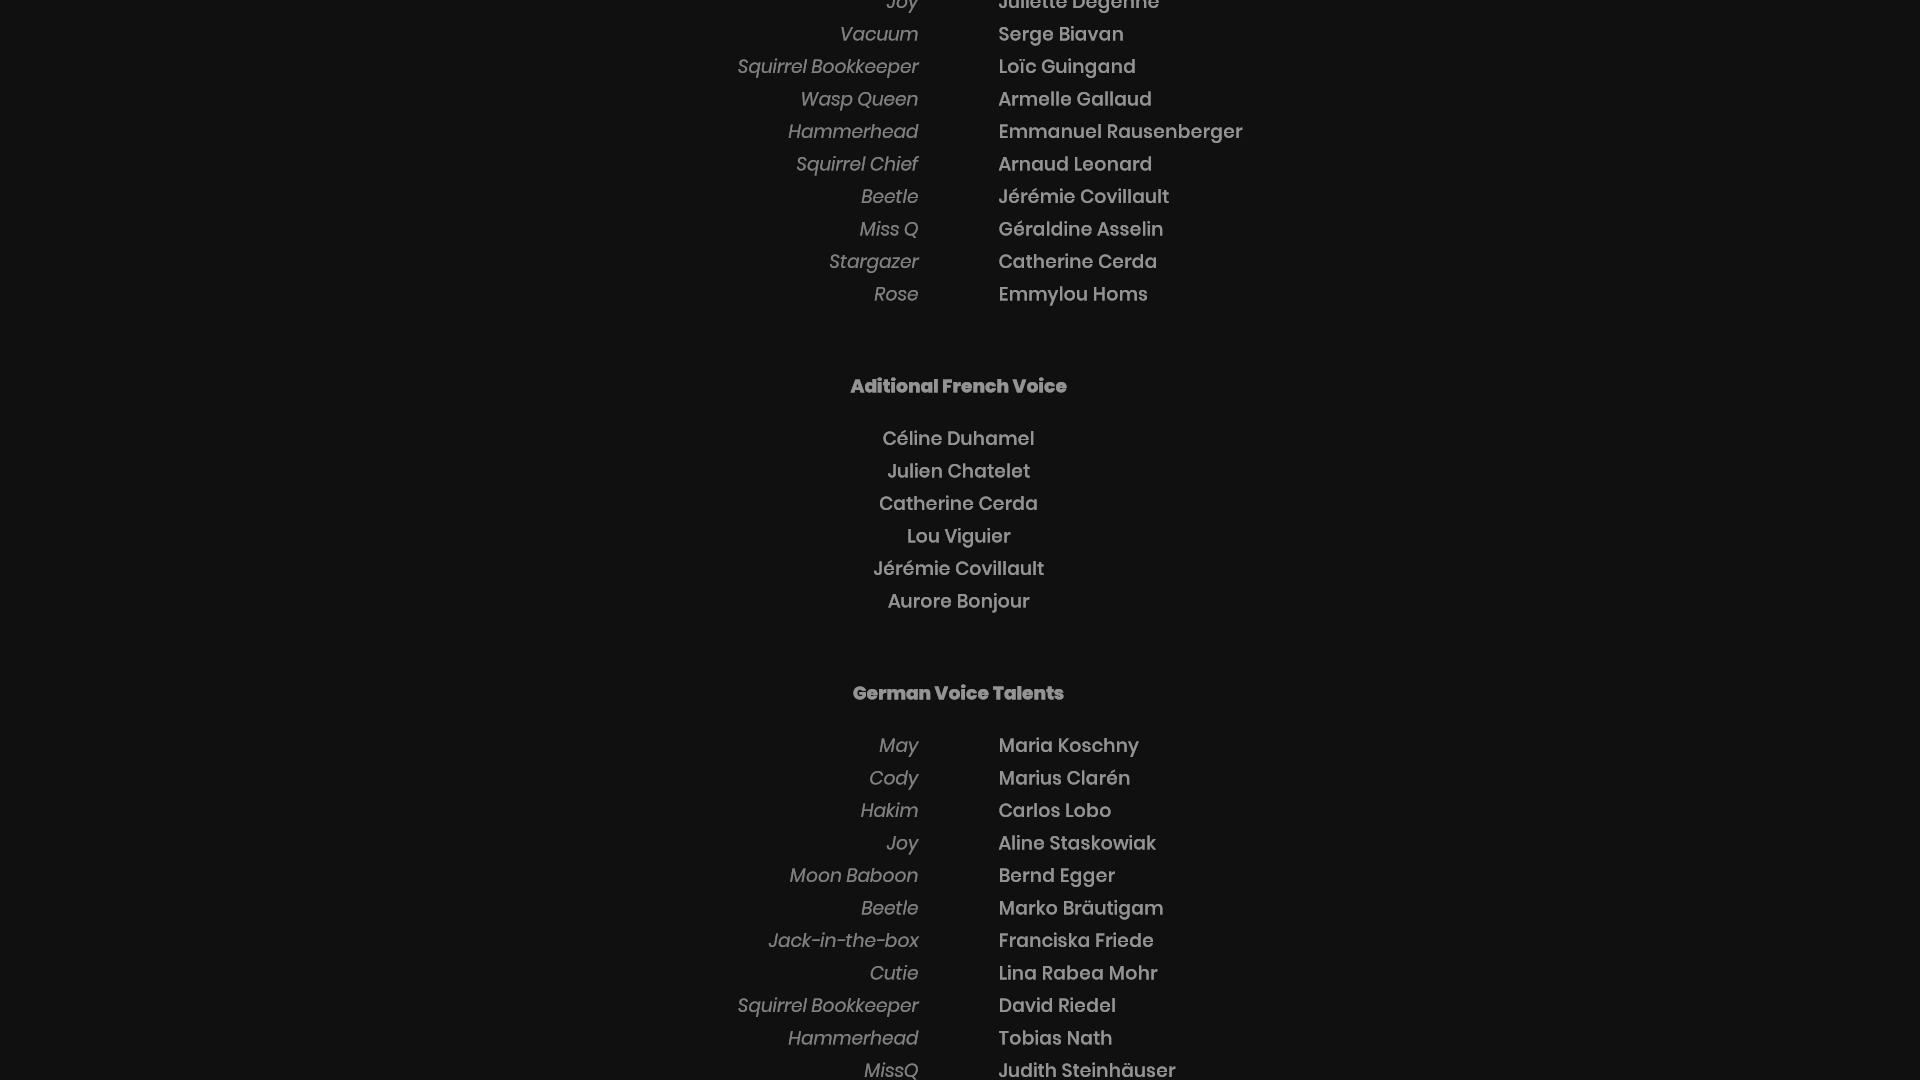 Joy Juliette Degenne
Vacuum Serge Biavan
Squirrel Bookkeeper Loïc Guingand
Wasp Queen Armelle Gallaud
Hammerhead Emmanuel Rausenberger
Squirrel Chief Arnaud Leonard
Beetle Jérémie Covillault
Miss Q Géraldine Asselin
Stargazer Catherine Cerda
Rose Emmylou Homs
Aditional French Voice
Céline Duhamel
Julien Chatelet
Catherine Cerda
Lou Viguier
Jérémie Covillault
Aurore Bonjour
German Voice Talents
May Maria Koschny
Cody Marius Clarén
Hakim Carlos Lobo
Joy Aline Staskowiak
Moon Baboon Bernd Egger
Beetle Marko Bräutigam
Jack-in-the-box Franciska Friede
Cutie Lina Rabea Mohr
Squirrel Bookkeeper David Riedel
Hammerhead Tobias Nath
MissQ Judith Steinhäuser